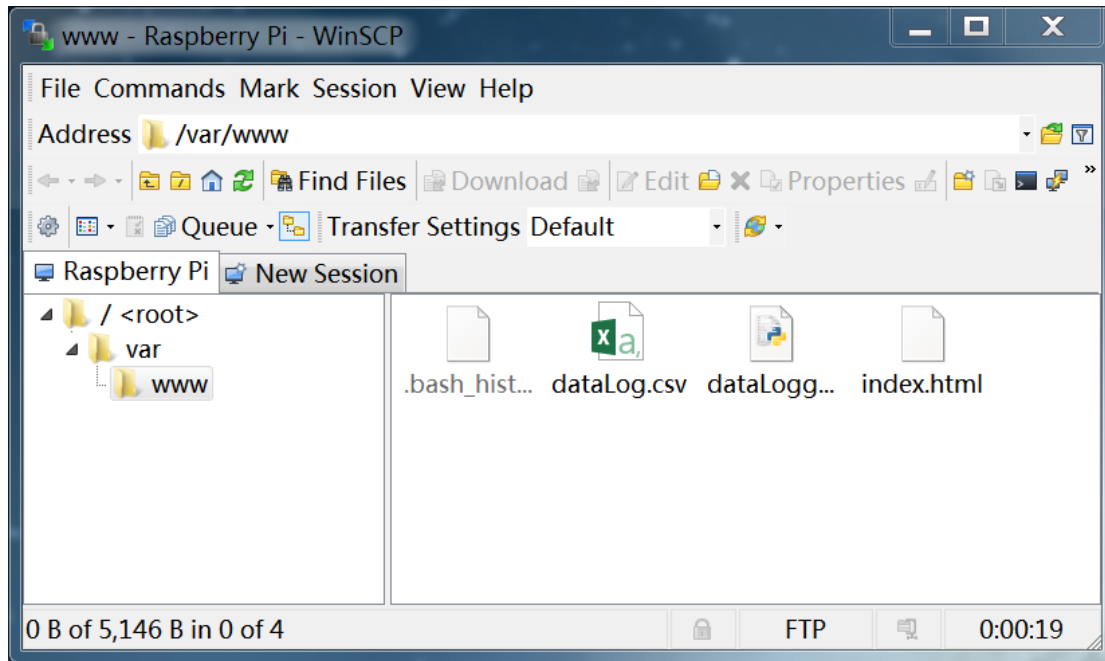 www - Raspberry Pi - WinSCP
File Commands Mark Session View Help
Address /var/www
Find Files Download Edit Properties »
Queue Transfer Settings Default
Raspberry Pi New Session
/ <root>
var
www
.bash_hist... dataLog.csv dataLogg... index.html
0 B of 5,146 B in 0 of 4 FTP 0:00:19